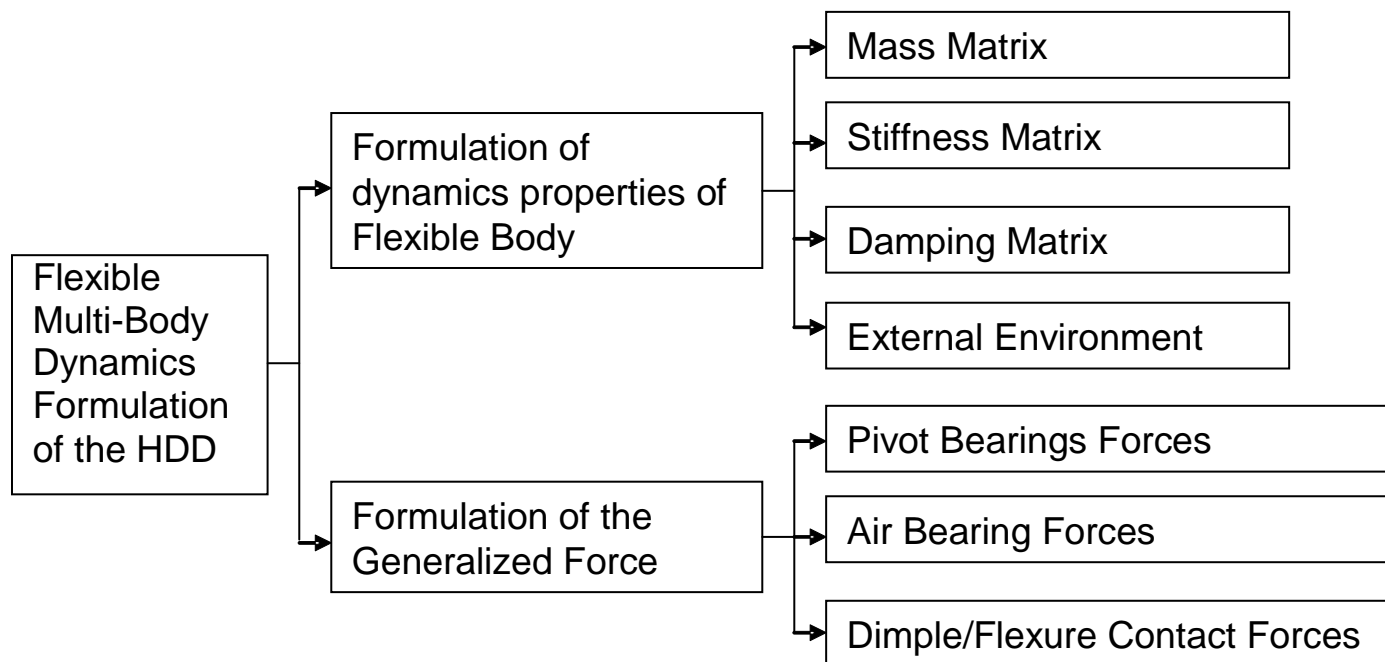 Flexible
Multi-Body
Dynamics
Formulation
of the HDD
Formulation of
dynamics properties of
Flexible Body
Formulation of the
Generalized Force
Mass Matrix
Stiffness Matrix
Damping Matrix
External Environment
Pivot Bearings Forces
Air Bearing Forces
Dimple/Flexure Contact Forces